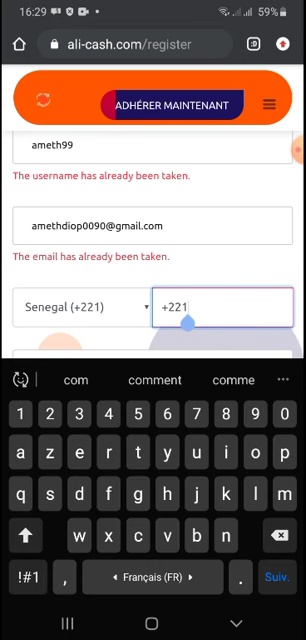 16:29 59%
ali-cash.com/register :D
ADHÉRER MAINTENANT
ameth99
The username has already been taken.
amethdiop0090@gmail.com
The email has already been taken.
Senegal (+221) +221
com comment comme
1 2 3 4 5 6 7 8 9 0
a z e r t y u i o p
q s d f g h j k l m
w x c v b n
!#1 , Français (FR) . Suiv.